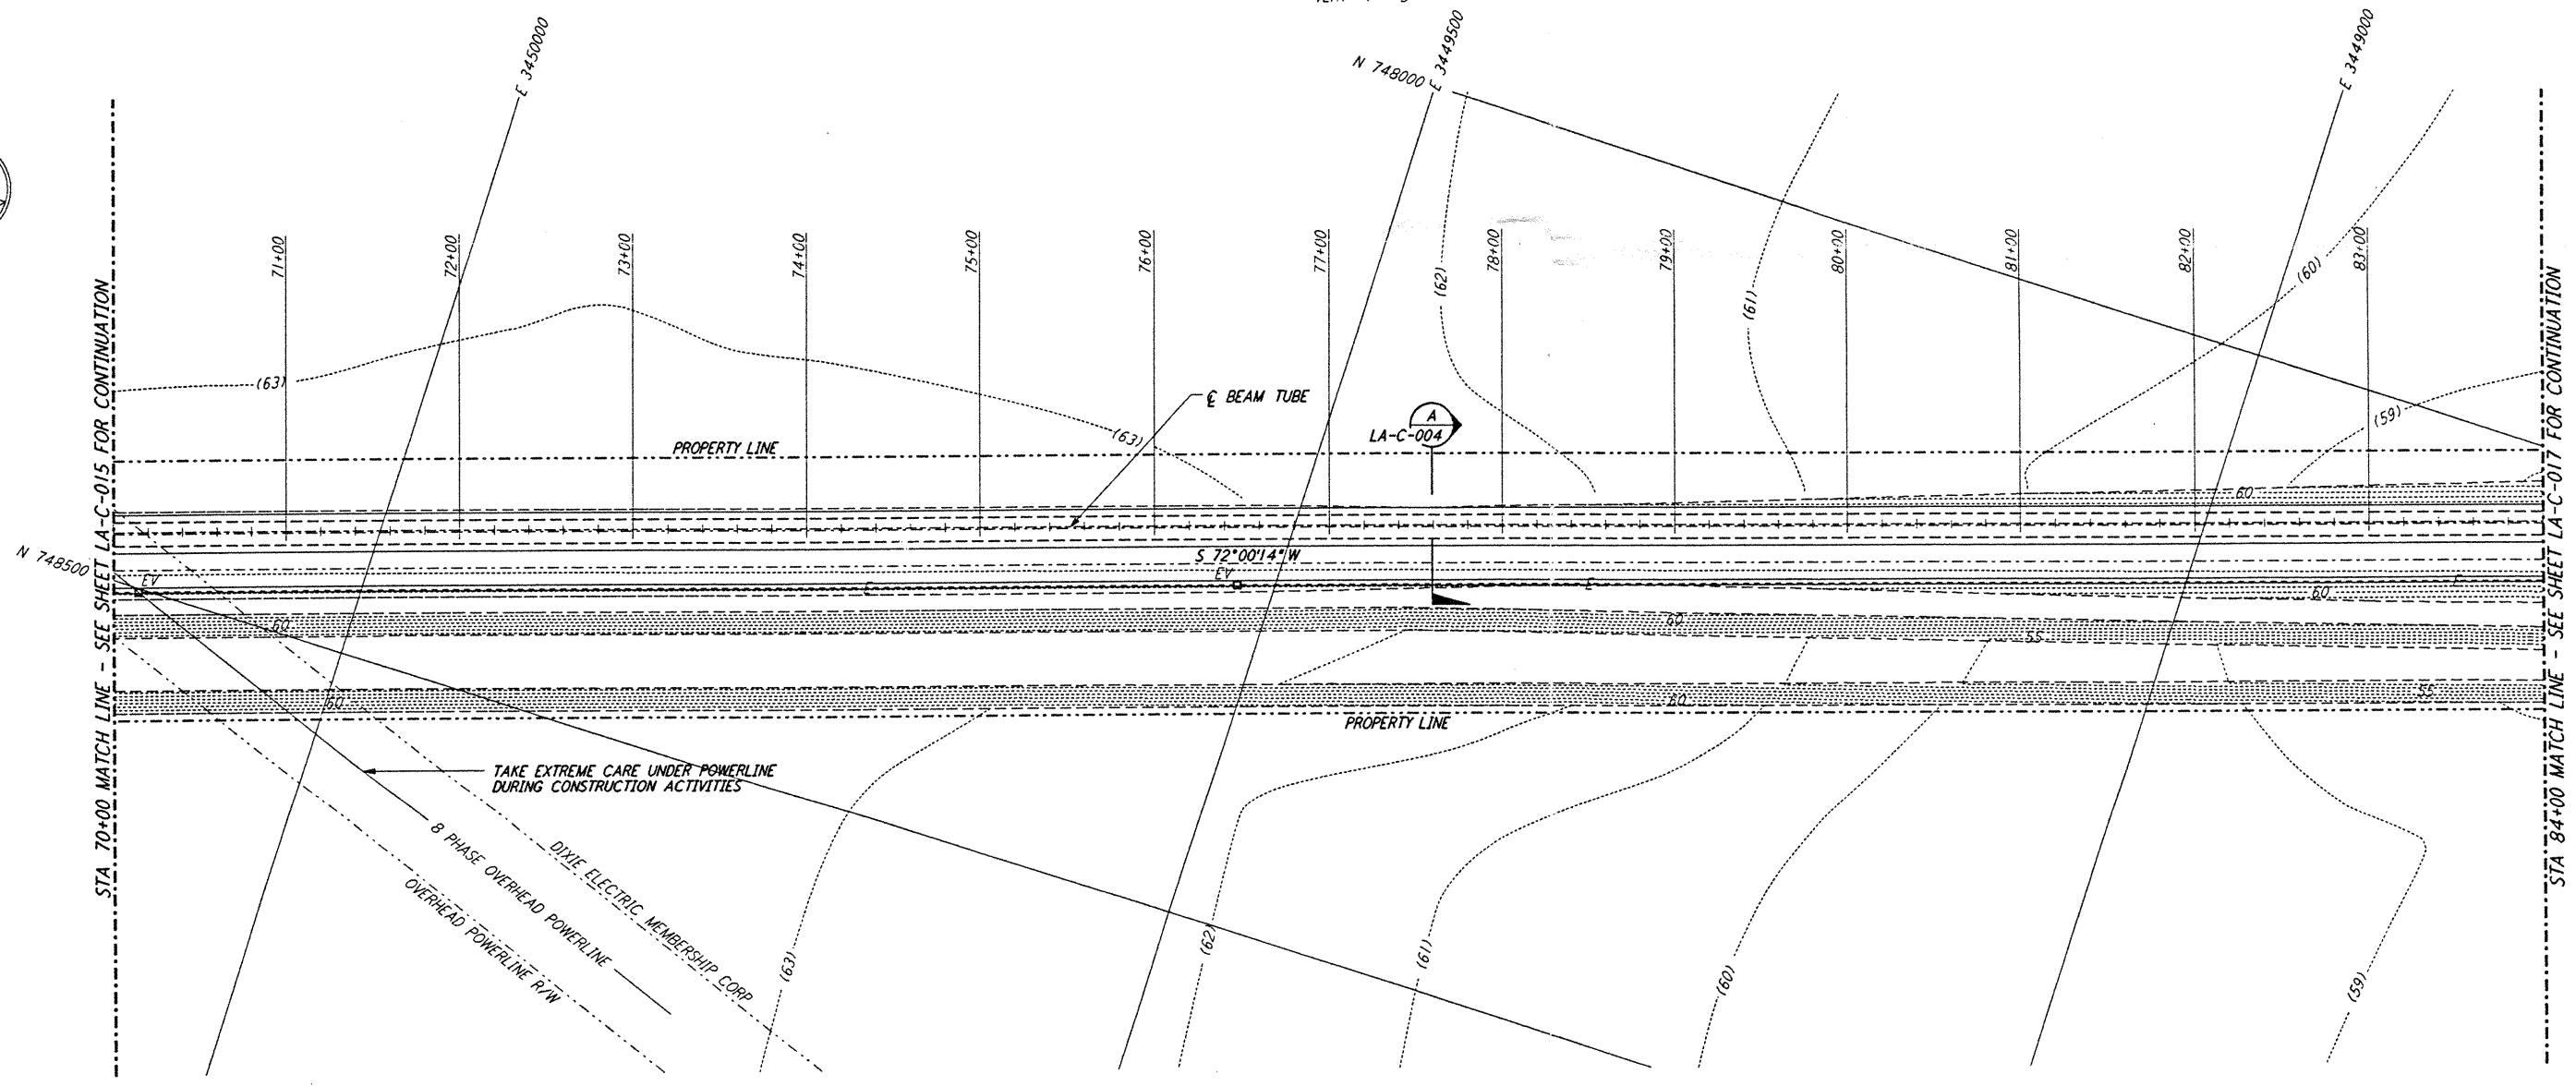 E 3450000
E 3449500
N 748000
E 3449000
71+00
72+00
73+00
74+00
75+00
76+00
77+00
78+00
79+00
80+00
81+00
82+00
83+00
(62)
(61)
(60)
(63)
(59)
(63)
℄ BEAM TUBE
A
LA-C-004
PROPERTY LINE
60
S 72°00'14" W
N 748500
EV
EV
E
E
E
60
60
60
55
60
60
55
PROPERTY LINE
TAKE EXTREME CARE UNDER POWERLINE
DURING CONSTRUCTION ACTIVITIES
8 PHASE OVERHEAD POWERLINE
DIXIE ELECTRIC MEMBERSHIP CORP
OVERHEAD POWERLINE R/W
(63)
(62)
(61)
(60)
(59)
STA 70+00 MATCH LINE - SEE SHEET LA-C-015 FOR CONTINUATION
STA 84+00 MATCH LINE - SEE SHEET LA-C-017 FOR CONTINUATION